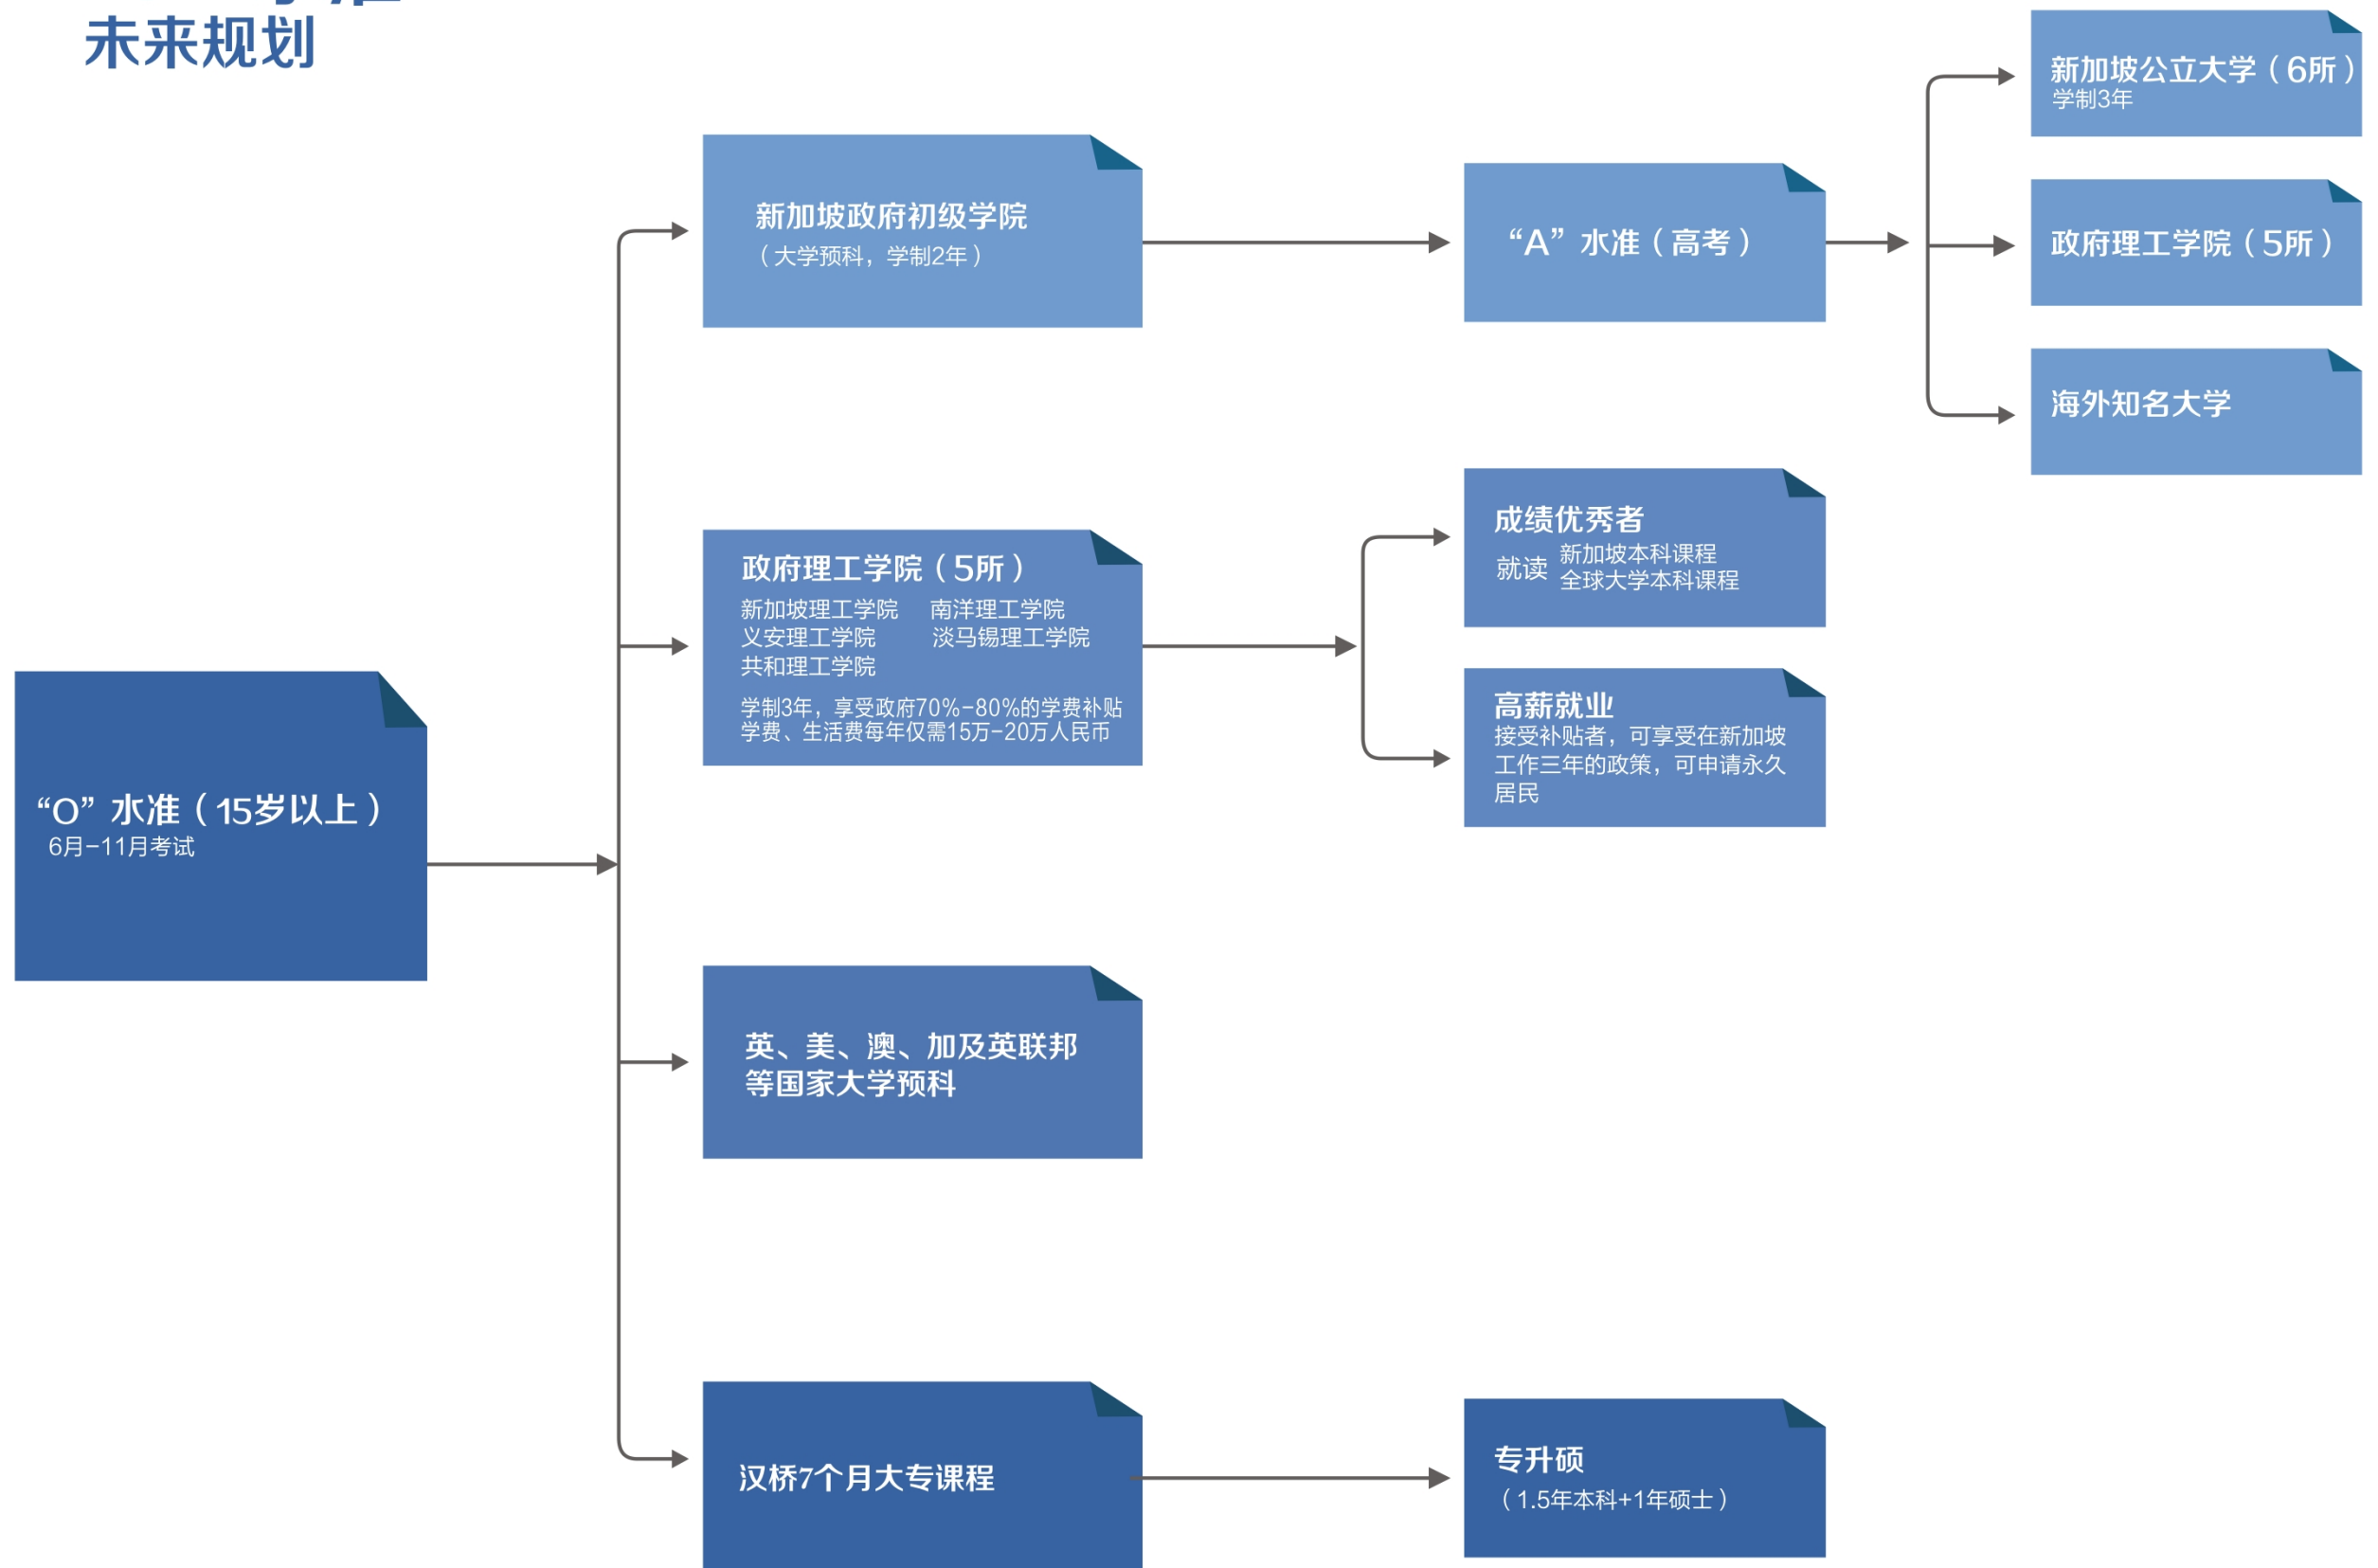 未来规划
“O”水准（15岁以上）
6月-11月考试
新加坡政府初级学院
（大学预科，学制2年）
“A”水准（高考）
新加坡公立大学（6所）
学制3年
政府理工学院（5所）
海外知名大学
政府理工学院（5所）
新加坡理工学院 南洋理工学院
义安理工学院 淡马锡理工学院
共和理工学院
学制3年，享受政府70%-80%的学费补贴
学费、生活费每年仅需15万-20万人民币
成绩优秀者
就读 新加坡本科课程
全球大学本科课程
高薪就业
接受补贴者，可享受在新加坡
工作三年的政策，可申请永久
居民
英、美、澳、加及英联邦
等国家大学预科
汉桥7个月大专课程
专升硕
（1.5年本科+1年硕士）